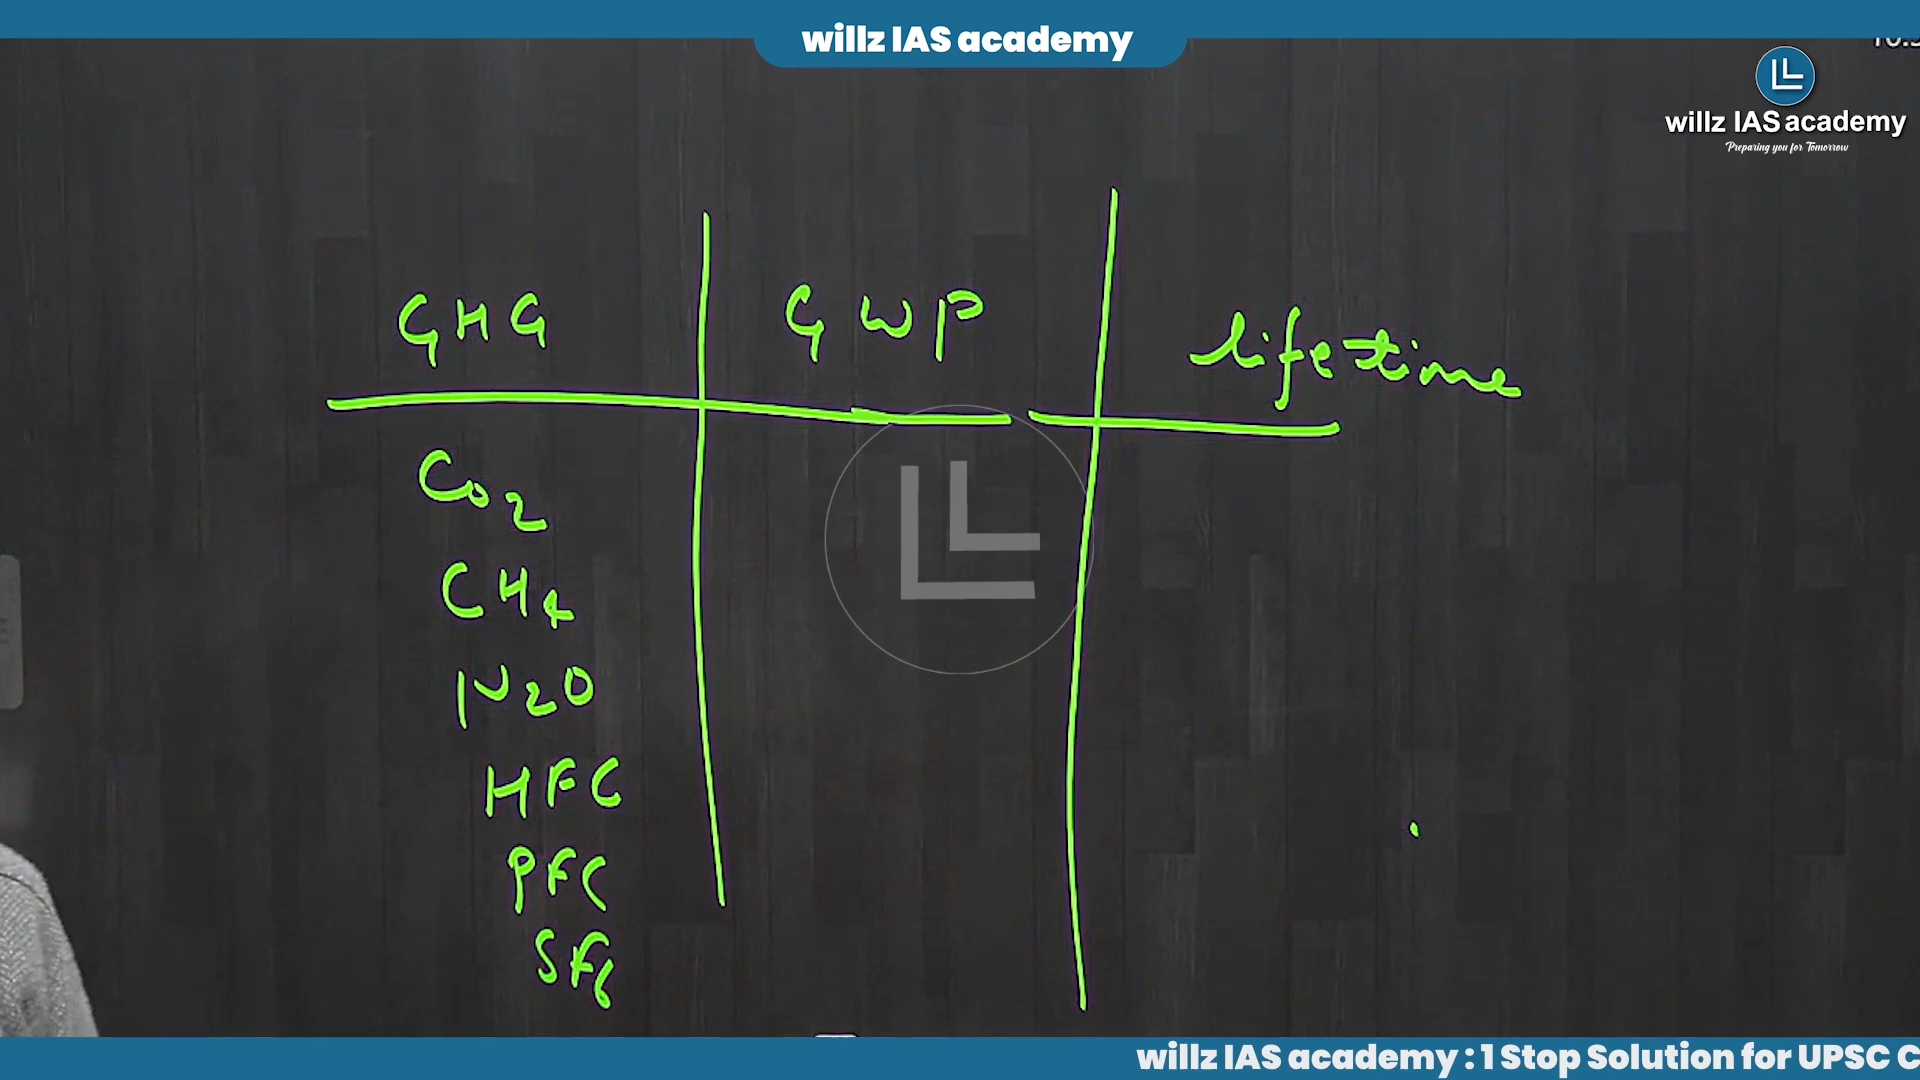 willz IAS academy
willz IAS academy
Preparing you for Tomorrow
GHG GWP lifetime
CO2
CH4
N2O
HFC
PFC
SF6
willz IAS academy : 1 Stop Solution for UPSC C